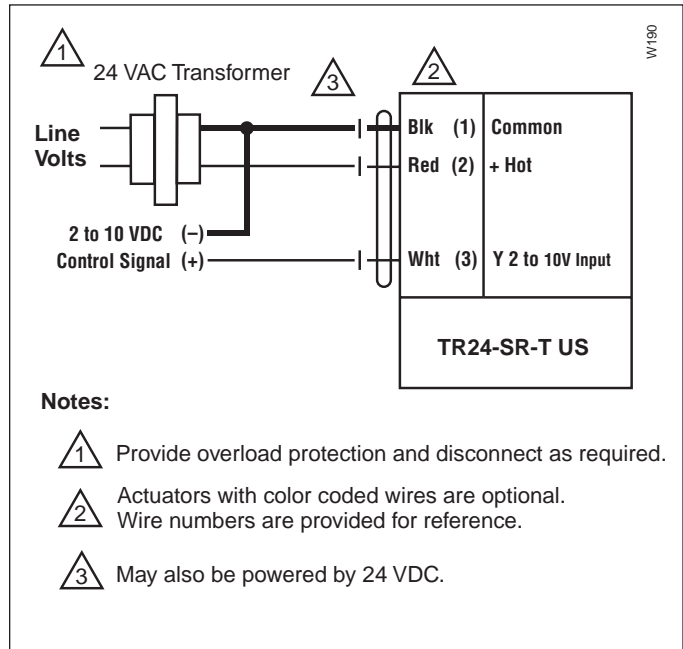 W190
1
24 VAC Transformer
3
2
Line
Volts
Blk (1) Common
Red (2) + Hot
2 to 10 VDC (–)
Control Signal (+)
Wht (3) Y 2 to 10V Input
TR24-SR-T US
Notes:
1 Provide overload protection and disconnect as required.
2 Actuators with color coded wires are optional.
Wire numbers are provided for reference.
3 May also be powered by 24 VDC.